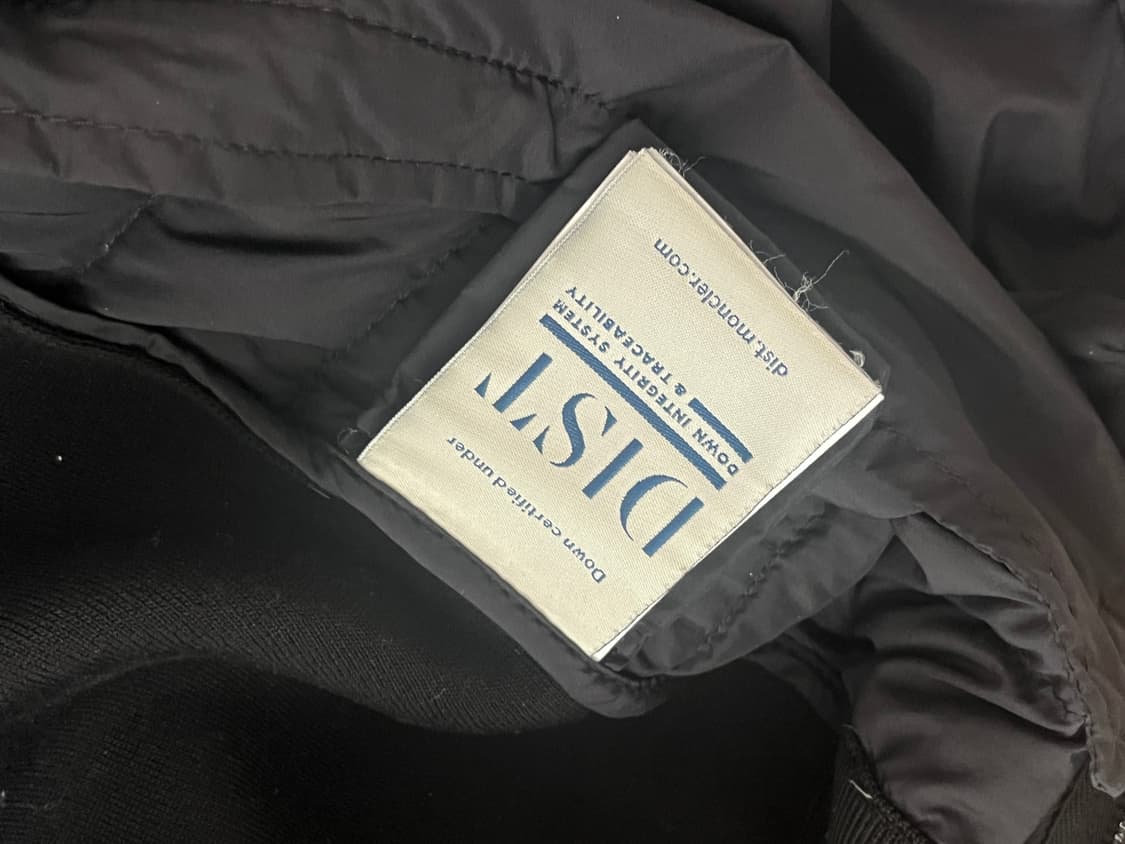 Down certified under
DIST
DOWN INTEGRITY SYSTEM
& TRACEABILITY
dist.moncler.com